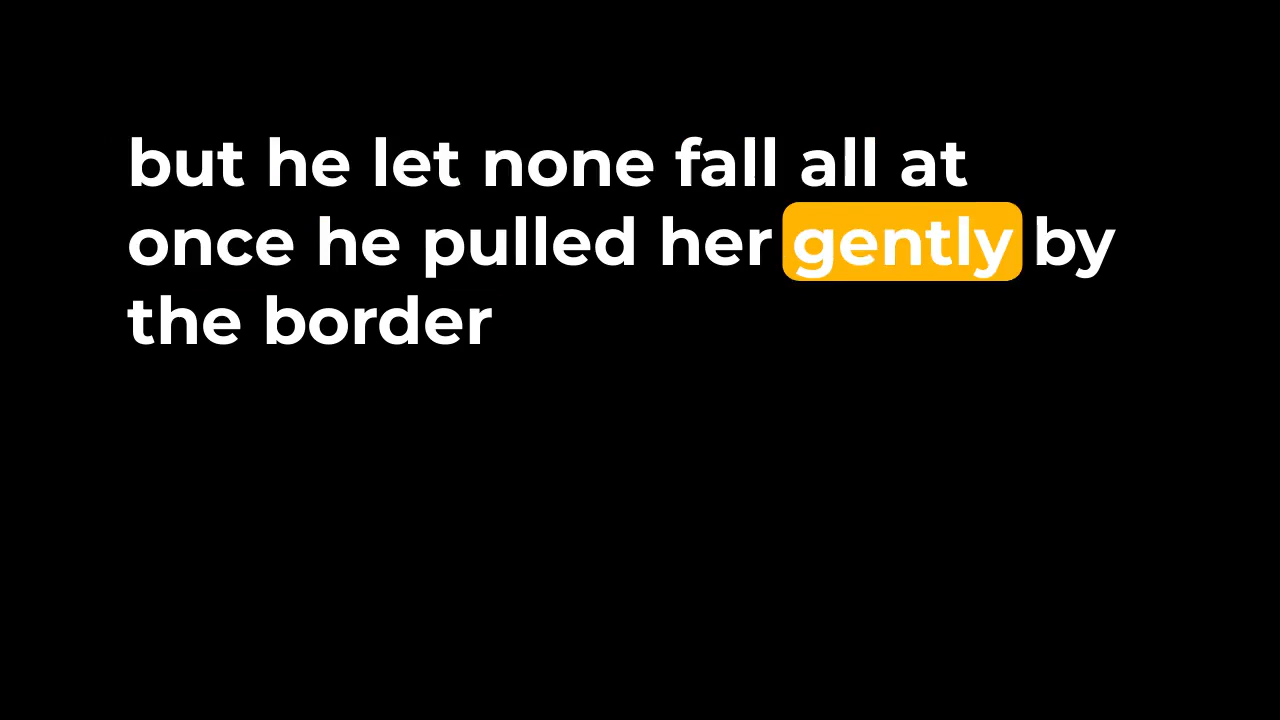 but he let none fall all at
once he pulled her gently by
the border